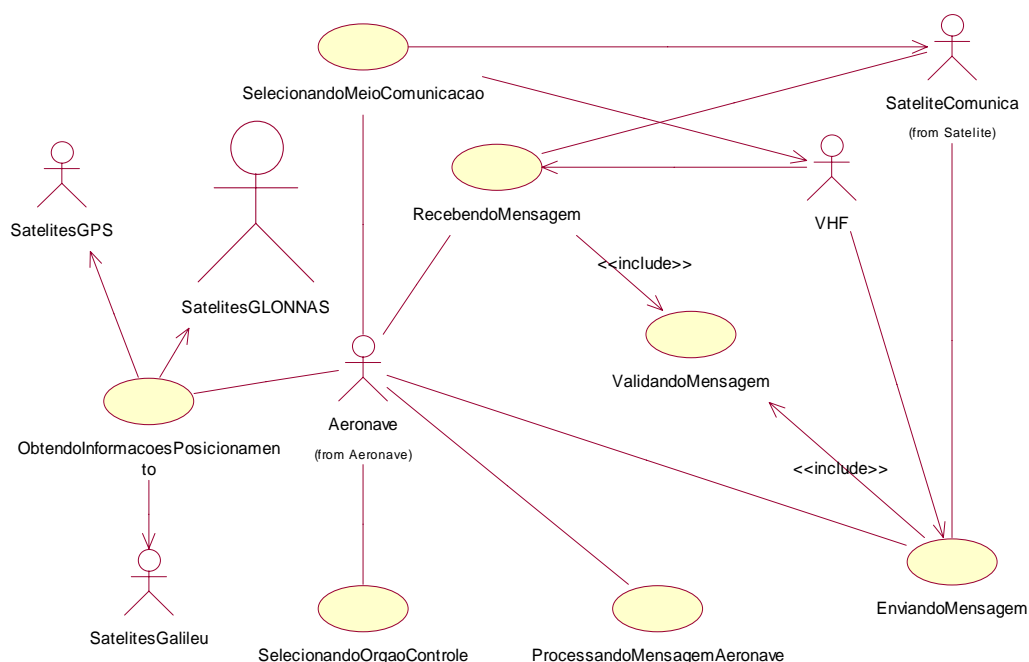 SelecionandoMeioComunicacao
SateliteComunica
(from Satelite)
SatelitesGPS
RecebendoMensagem
VHF
<<include>>
SatelitesGLONNAS
ValidandoMensagem
Aeronave
(from Aeronave)
ObtendoInformacoesPosicionamen
to
<<include>>
EnviandoMensagem
SatelitesGalileu
SelecionandoOrgaoControle
ProcessandoMensagemAeronave